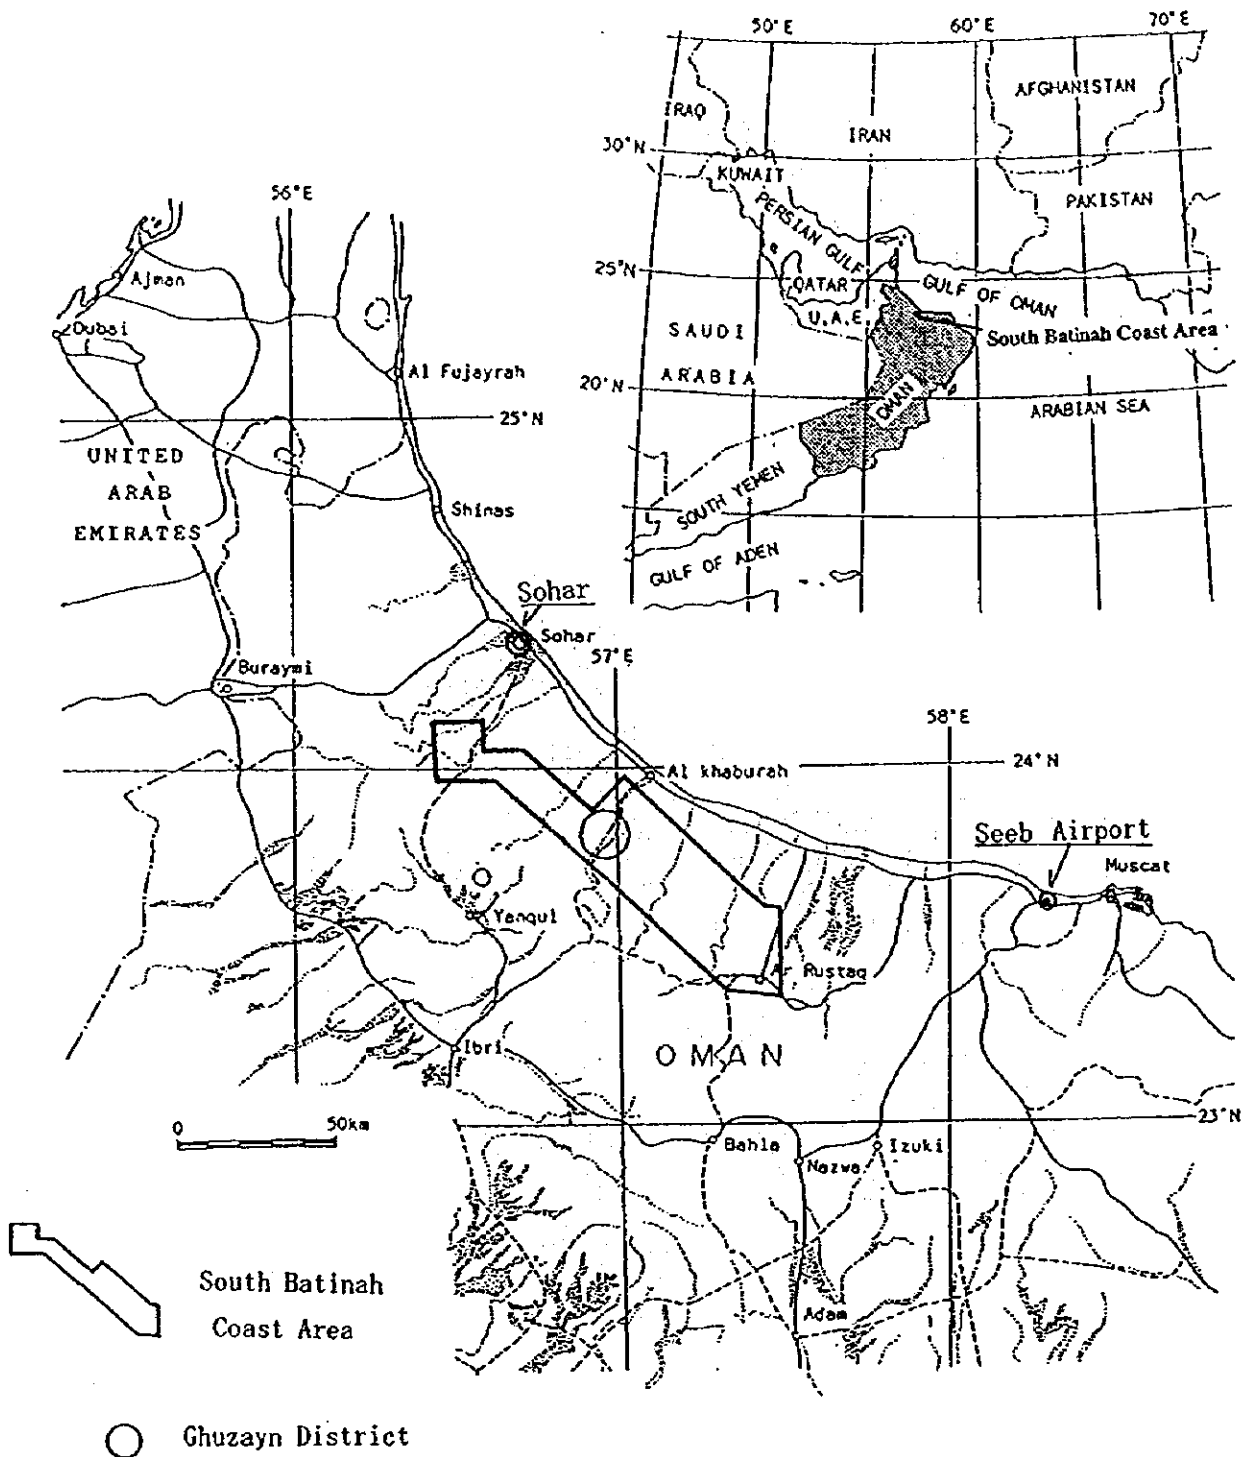 50°E
60°E
70°E
IRAQ
IRAN
AFGHANISTAN
30°N
KUWAIT
PAKISTAN
PERSIAN GULF
25°N
QATAR
GULF OF OMAN
U.A.E.
SAUDI
ARABIA
South Batinah Coast Area
20°N
OMAN
ARABIAN SEA
SOUTH YEMEN
GULF OF ADEN
56°E
Ajman
Dubai
Al Fujayrah
25°N
UNITED
ARAB
EMIRATES
Shinas
Sohar
Sohar
57°E
Buraymi
58°E
24°N
Al khaburah
Seeb Airport
Muscat
Yanqul
Ar Rustaq
OMAN
Ibri
0
50km
23°N
Bahla
Nazwa
Izuki
Adam
South Batinah
Coast Area
Ghuzayn District